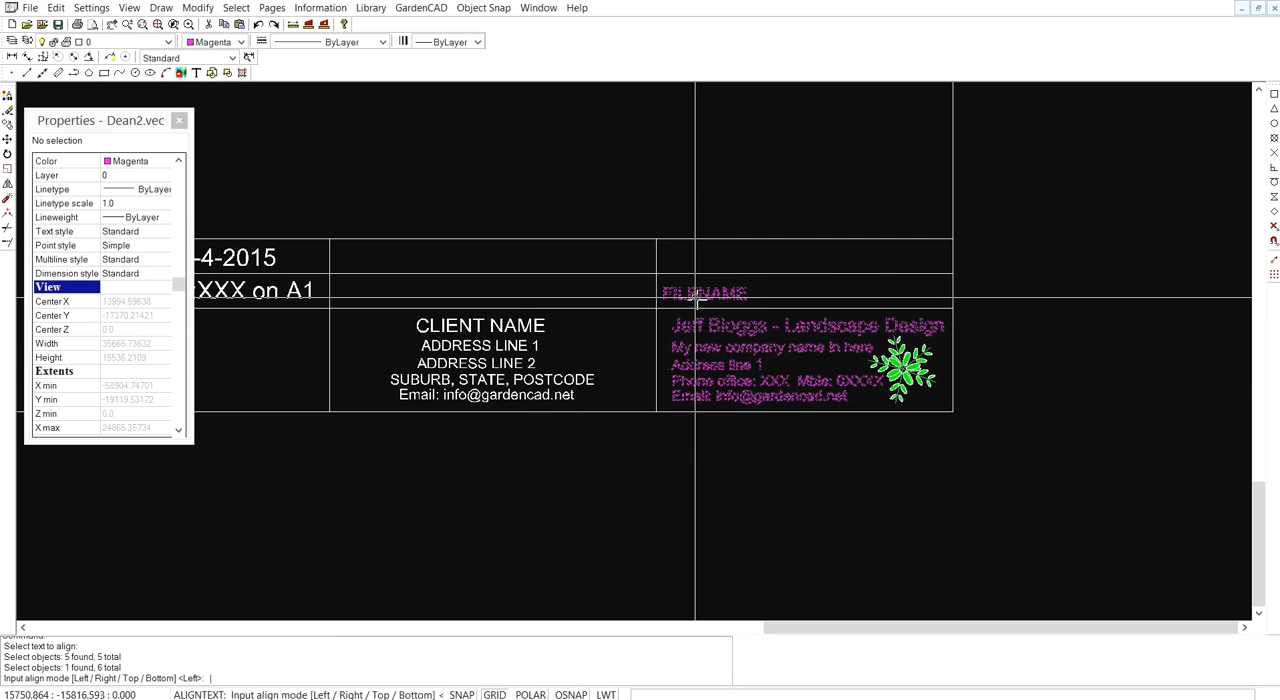 File Edit Settings View Draw Modify Select Pages Information Library GardenCAD Object Snap Window Help
0 Magenta ByLayer ByLayer
Standard
Properties - Dean2.vec
No selection
Color Magenta
Layer 0
Linetype ByLayer
Linetype scale 1.0
Lineweight ByLayer
Text style Standard
Point style Simple
Multiline style Standard
Dimension style Standard
View
Center X 13994.59638
Center Y -17370.21421
Center Z 0.0
Width 35665.73632
Height 15536.2109
Extents
X min -58904.74701
Y min -19119.53172
Z min 0.0
X max 24865.35734
-4-2015
XXX on A1
CLIENT NAME
ADDRESS LINE 1
ADDRESS LINE 2
SUBURB, STATE, POSTCODE
Email: info@gardencad.net
FILENAME
Jeff Bloggs - Landscape Design
My new company name in here
Address line 1
Phone office: XXX Mble: 0XXXX
Email: info@gardencad.net
Command:
Select text to align:
Select objects: 5 found, 5 total
Select objects: 1 found, 6 total
Input align mode [Left / Right / Top / Bottom] <Left>:
15750.864 : -15816.593 : 0.000 ALIGNTEXT: Input align mode [Left / Right / Top / Bottom] < SNAP GRID POLAR OSNAP LWT